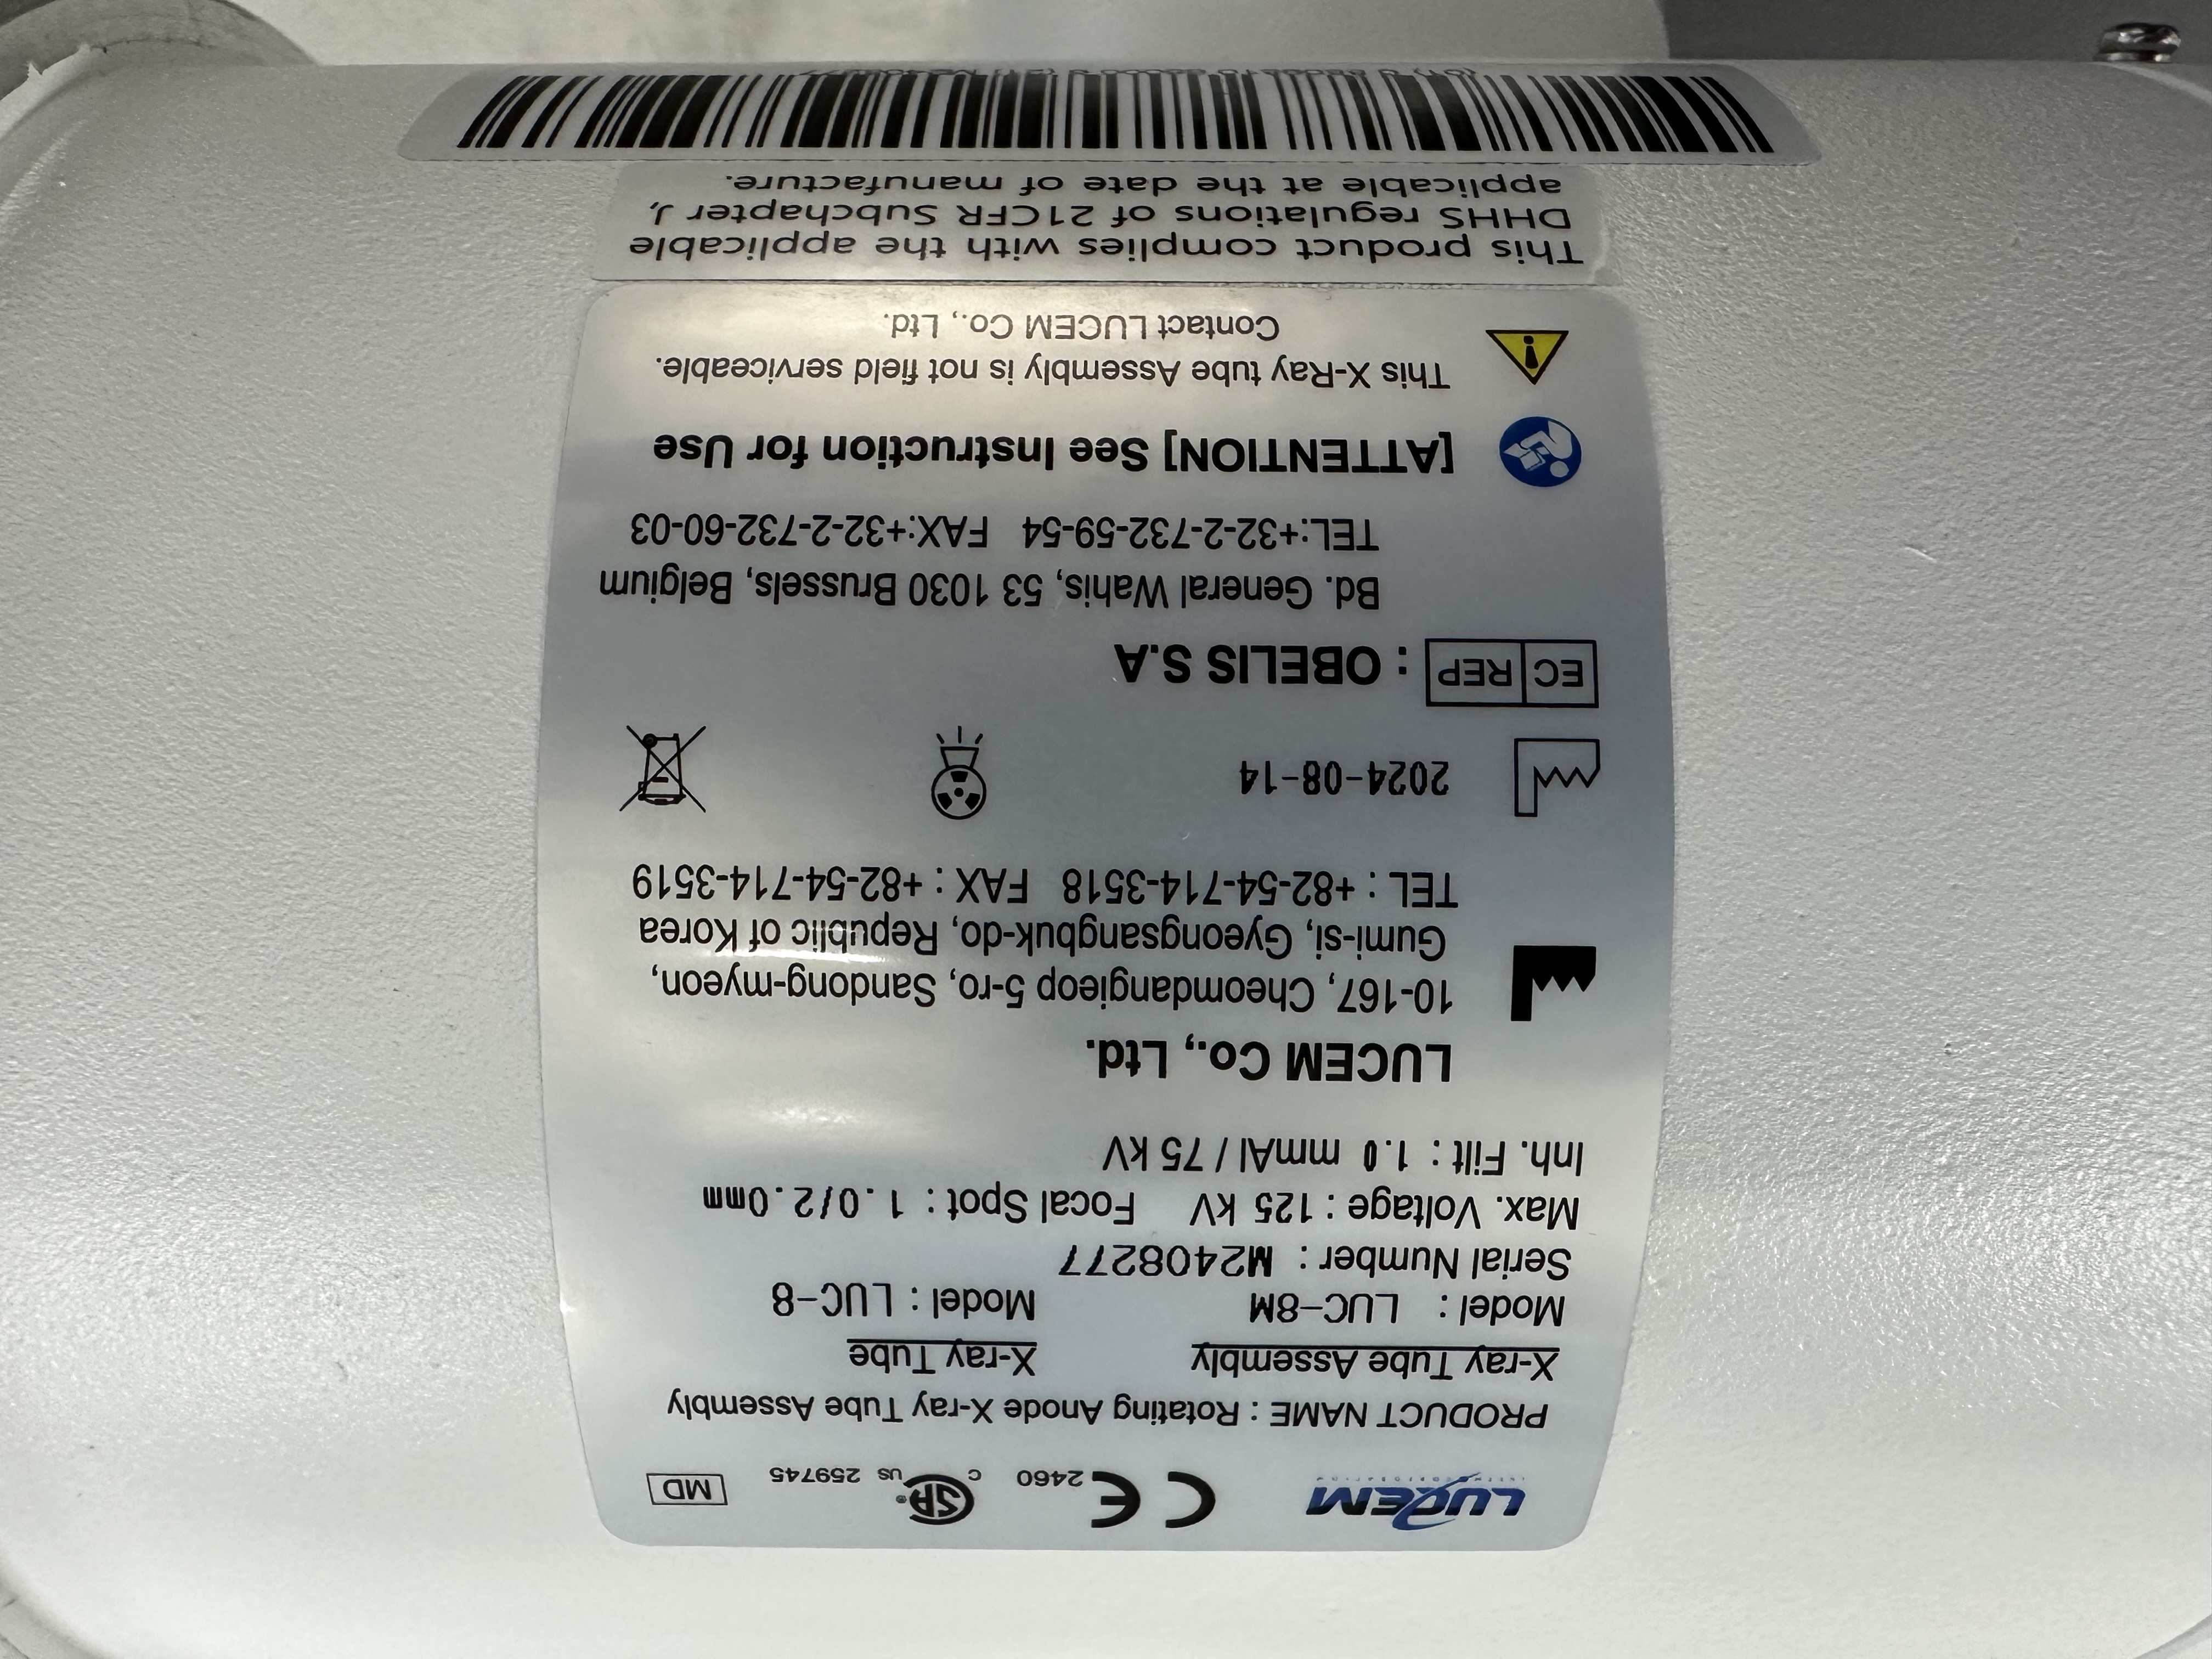 LUCEM CE 2460 c SA® us 259745 MD
PRODUCT NAME : Rotating Anode X-ray Tube Assembly
X-ray Tube Assembly X-ray Tube
Model : LUC-8M Model : LUC-8
Serial Number : M2408277
Max. Voltage : 125 kV Focal Spot : 1.0/2.0mm
Inh. Filt : 1.0 mmAl / 75 kV
LUCEM Co., Ltd.
10-167, Cheomdangieop 5-ro, Sandong-myeon,
Gumi-si, Gyeongsangbuk-do, Republic of Korea
TEL : +82-54-714-3518 FAX : +82-54-714-3519
2024-08-14
EC REP : OBELIS S.A
Bd. General Wahis, 53 1030 Brussels, Belgium
TEL:+32-2-732-59-54 FAX:+32-2-732-60-03
[ATTENTION] See Instruction for Use
This X-Ray tube Assembly is not field serviceable.
Contact LUCEM Co., Ltd.
This product complies with the applicable
DHHS regulations of 21CFR Subchapter J,
applicable at the date of manufacture.